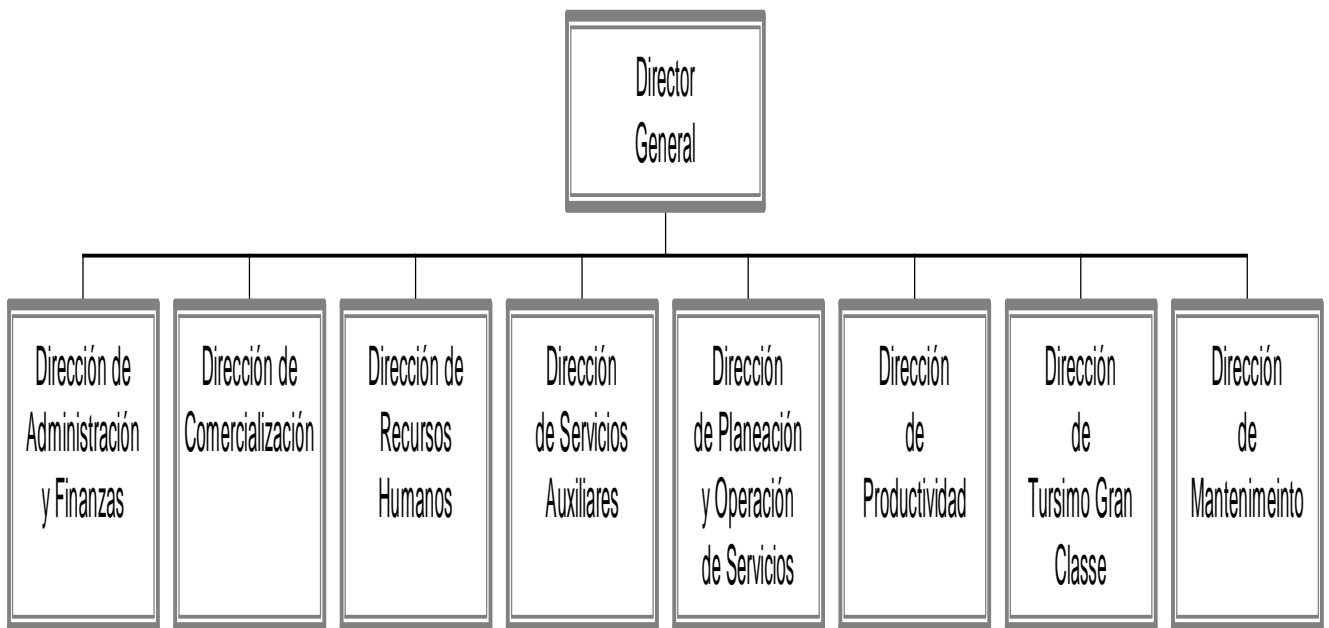 Director
General
Dirección de
Administración
y Finanzas
Dirección de
Comercialización
Dirección de
Recursos
Humanos
Dirección
de Servicios
Auxiliares
Dirección
de Planeación
y Operación
de Servicios
Dirección
de
Productividad
Dirección
de
Tursimo Gran
Classe
Dirección
de
Mantenimeinto